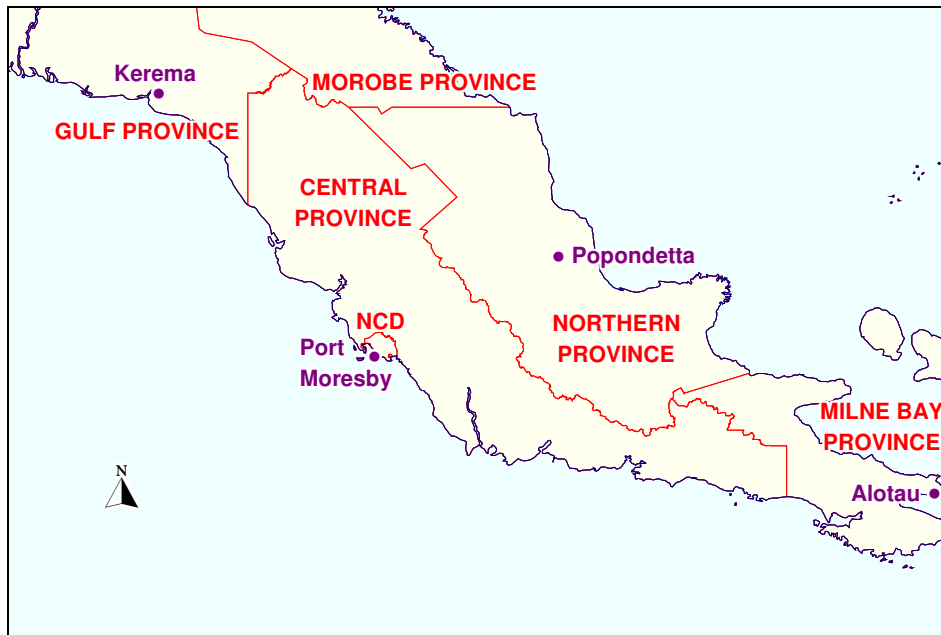 Kerema
MOROBE PROVINCE
GULF PROVINCE
CENTRAL
PROVINCE
Popondetta
NCD
NORTHERN
PROVINCE
Port
Moresby
MILNE BAY
PROVINCE
N
Alotau